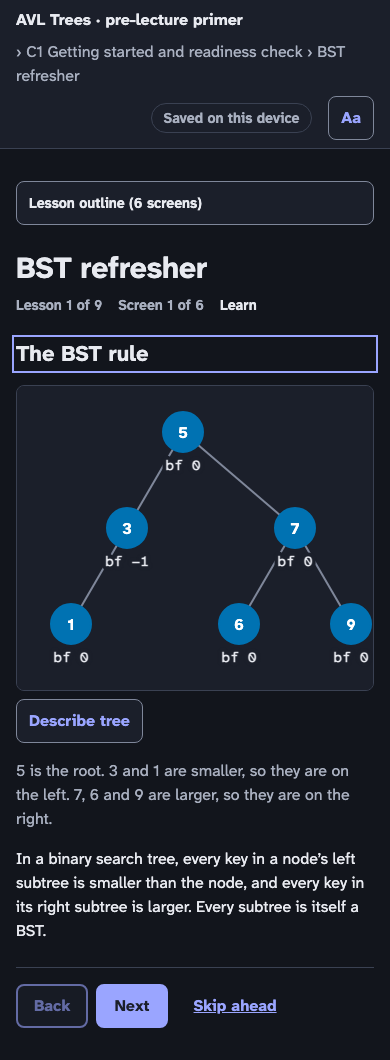 AVL Trees · pre-lecture primer
› C1 Getting started and readiness check › BST
refresher
Saved on this device
Aa
Lesson outline (6 screens)
BST refresher
Lesson 1 of 9 Screen 1 of 6 Learn
The BST rule
5
bf 0
3
7
bf −1
bf 0
1
6
9
bf 0
bf 0
bf 0
Describe tree
5 is the root. 3 and 1 are smaller, so they are on
the left. 7, 6 and 9 are larger, so they are on the
right.
In a binary search tree, every key in a node’s left
subtree is smaller than the node, and every key in
its right subtree is larger. Every subtree is itself a
BST.
Back
Next
Skip ahead